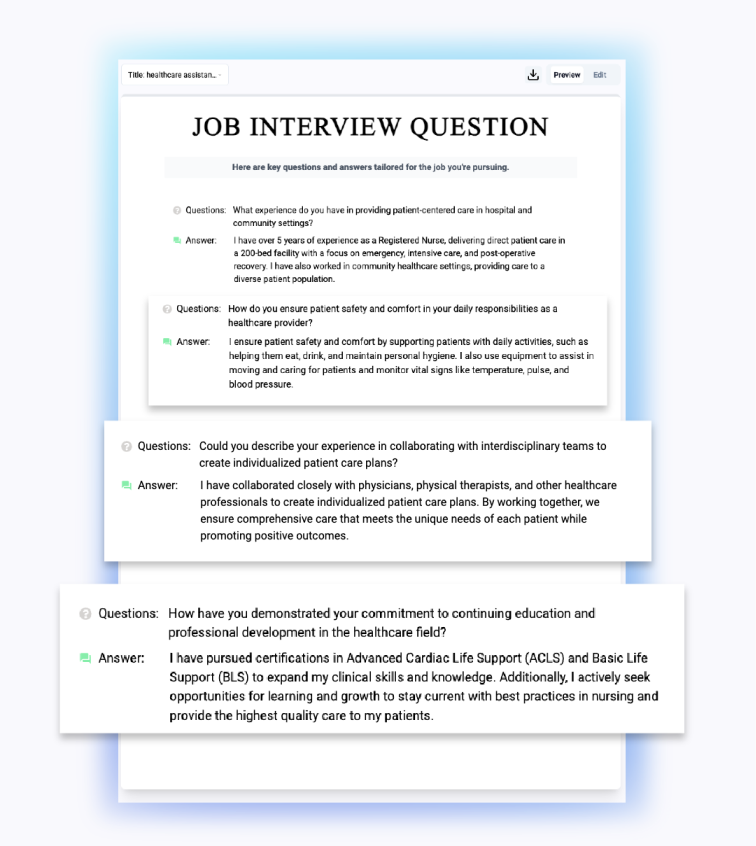 Title: healthcare assistan...
Preview
Edit
JOB INTERVIEW QUESTION
Here are key questions and answers tailored for the job you're pursuing.
Questions: What experience do you have in providing patient-centered care in hospital and
community settings?
Answer: I have over 5 years of experience as a Registered Nurse, delivering direct patient care in
a 200-bed facility with a focus on emergency, intensive care, and post-operative
recovery. I have also worked in community healthcare settings, providing care to a
diverse patient population.
Questions: How do you ensure patient safety and comfort in your daily responsibilities as a
healthcare provider?
Answer: I ensure patient safety and comfort by supporting patients with daily activities, such as
helping them eat, drink, and maintain personal hygiene. I also use equipment to assist in
moving and caring for patients and monitor vital signs like temperature, pulse, and
blood pressure.
Questions: Could you describe your experience in collaborating with interdisciplinary teams to
create individualized patient care plans?
Answer: I have collaborated closely with physicians, physical therapists, and other healthcare
professionals to create individualized patient care plans. By working together, we
ensure comprehensive care that meets the unique needs of each patient while
promoting positive outcomes.
Questions: How have you demonstrated your commitment to continuing education and
professional development in the healthcare field?
Answer: I have pursued certifications in Advanced Cardiac Life Support (ACLS) and Basic Life
Support (BLS) to expand my clinical skills and knowledge. Additionally, I actively seek
opportunities for learning and growth to stay current with best practices in nursing and
provide the highest quality care to my patients.